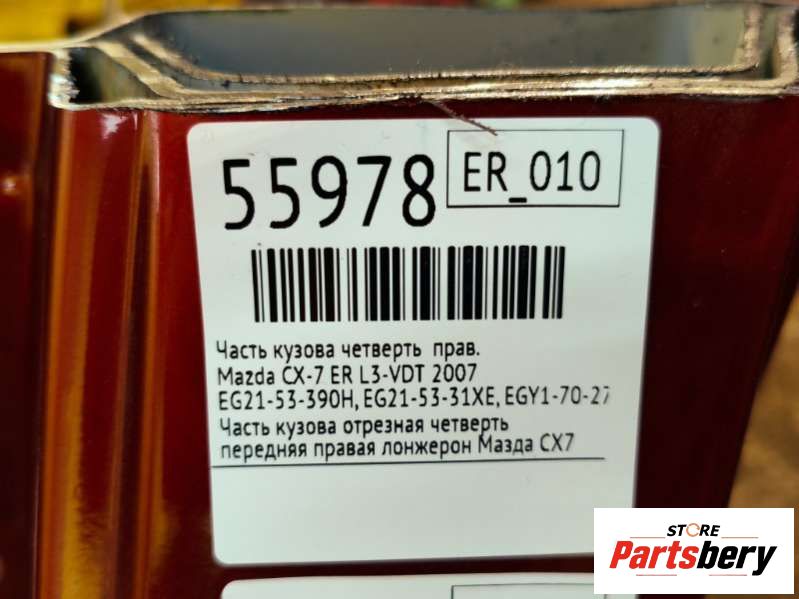 55978
ER_010
Часть кузова четверть прав.
Mazda CX-7 ER L3-VDT 2007
EG21-53-390H, EG21-53-31XE, EGY1-70-27
Часть кузова отрезная четверть
передняя правая лонжерон Мазда CX7
STORE
Partsbery